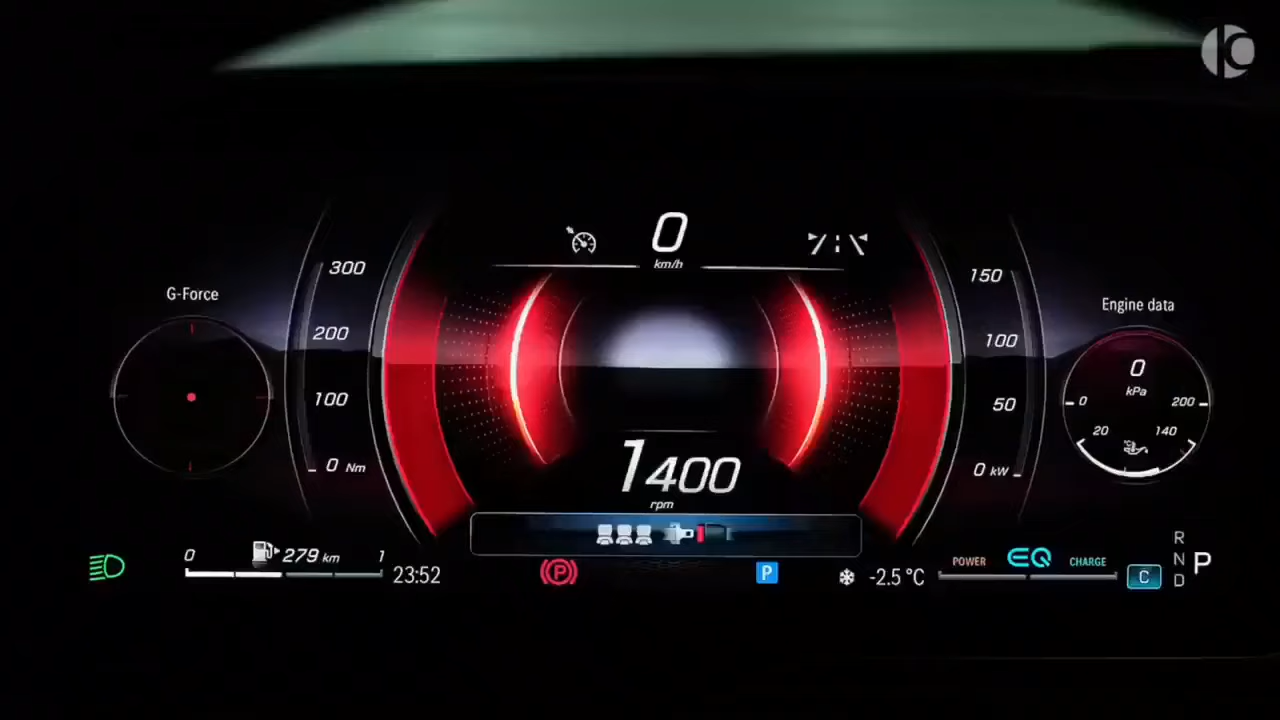 0
km/h
G-Force
300
200
100
0 Nm
150
100
50
0 kW
Engine data
0
kPa
0
200
20
140
1400
rpm
0
279 km
1
23:52
P
P
-2.5 °C
POWER
EQ
CHARGE
C
R
N
D
P